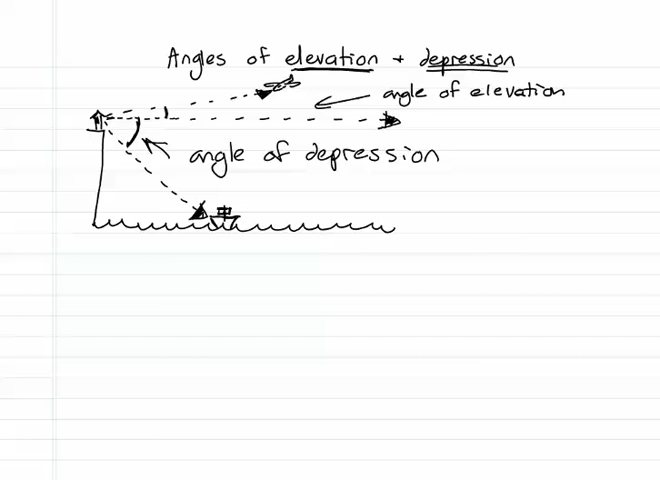 Angles of elevation + depression
angle of elevation
angle of depression